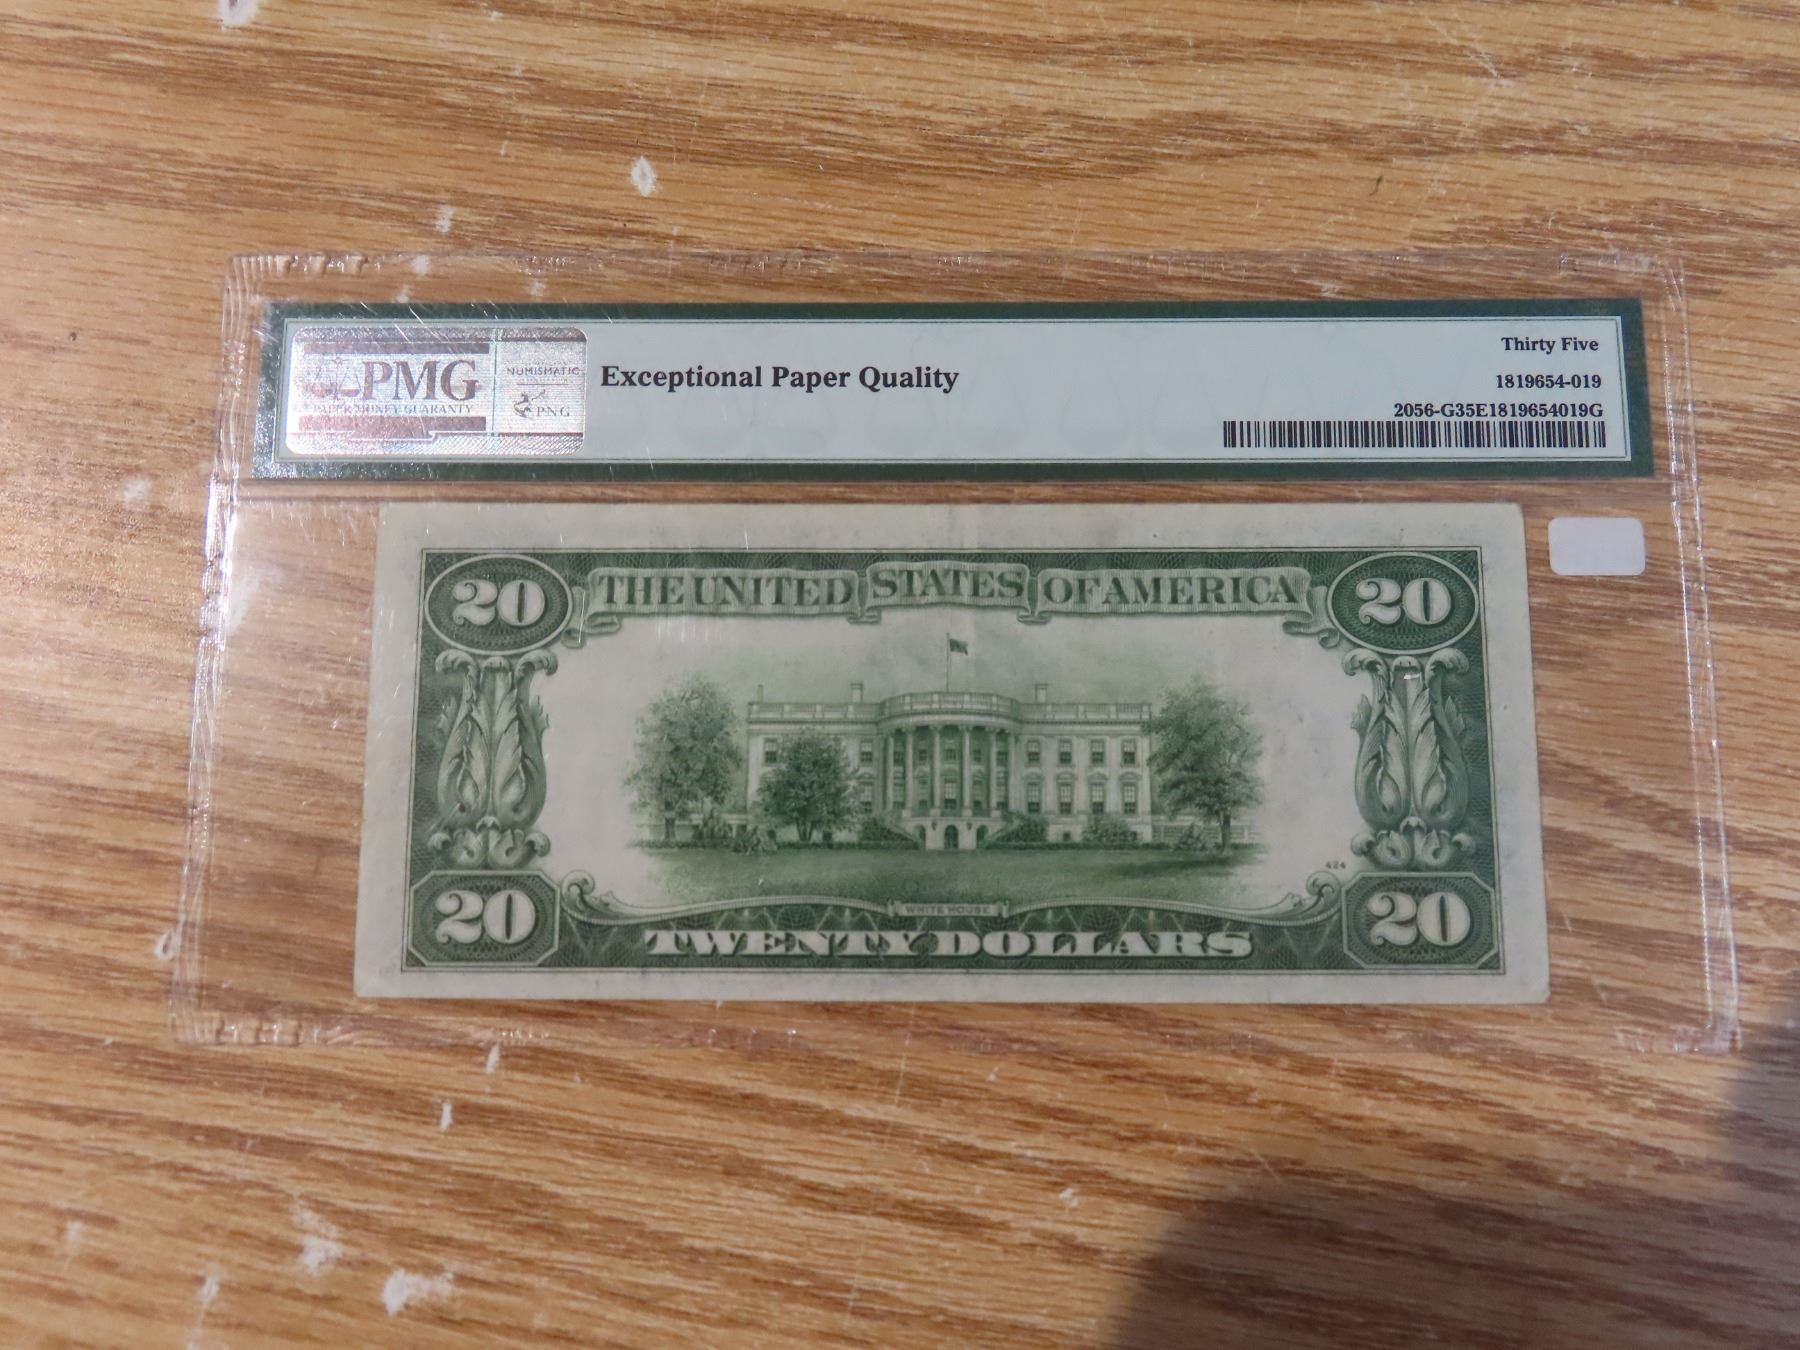 PMG
PAPER MONEY GUARANTY
NUMISMATIC
PNG
Exceptional Paper Quality
Thirty Five
1819654-019
2056-G35E1819654019G
20 THE UNITED STATES OF AMERICA 20
424
20 WHITE HOUSE 20
TWENTY DOLLARS